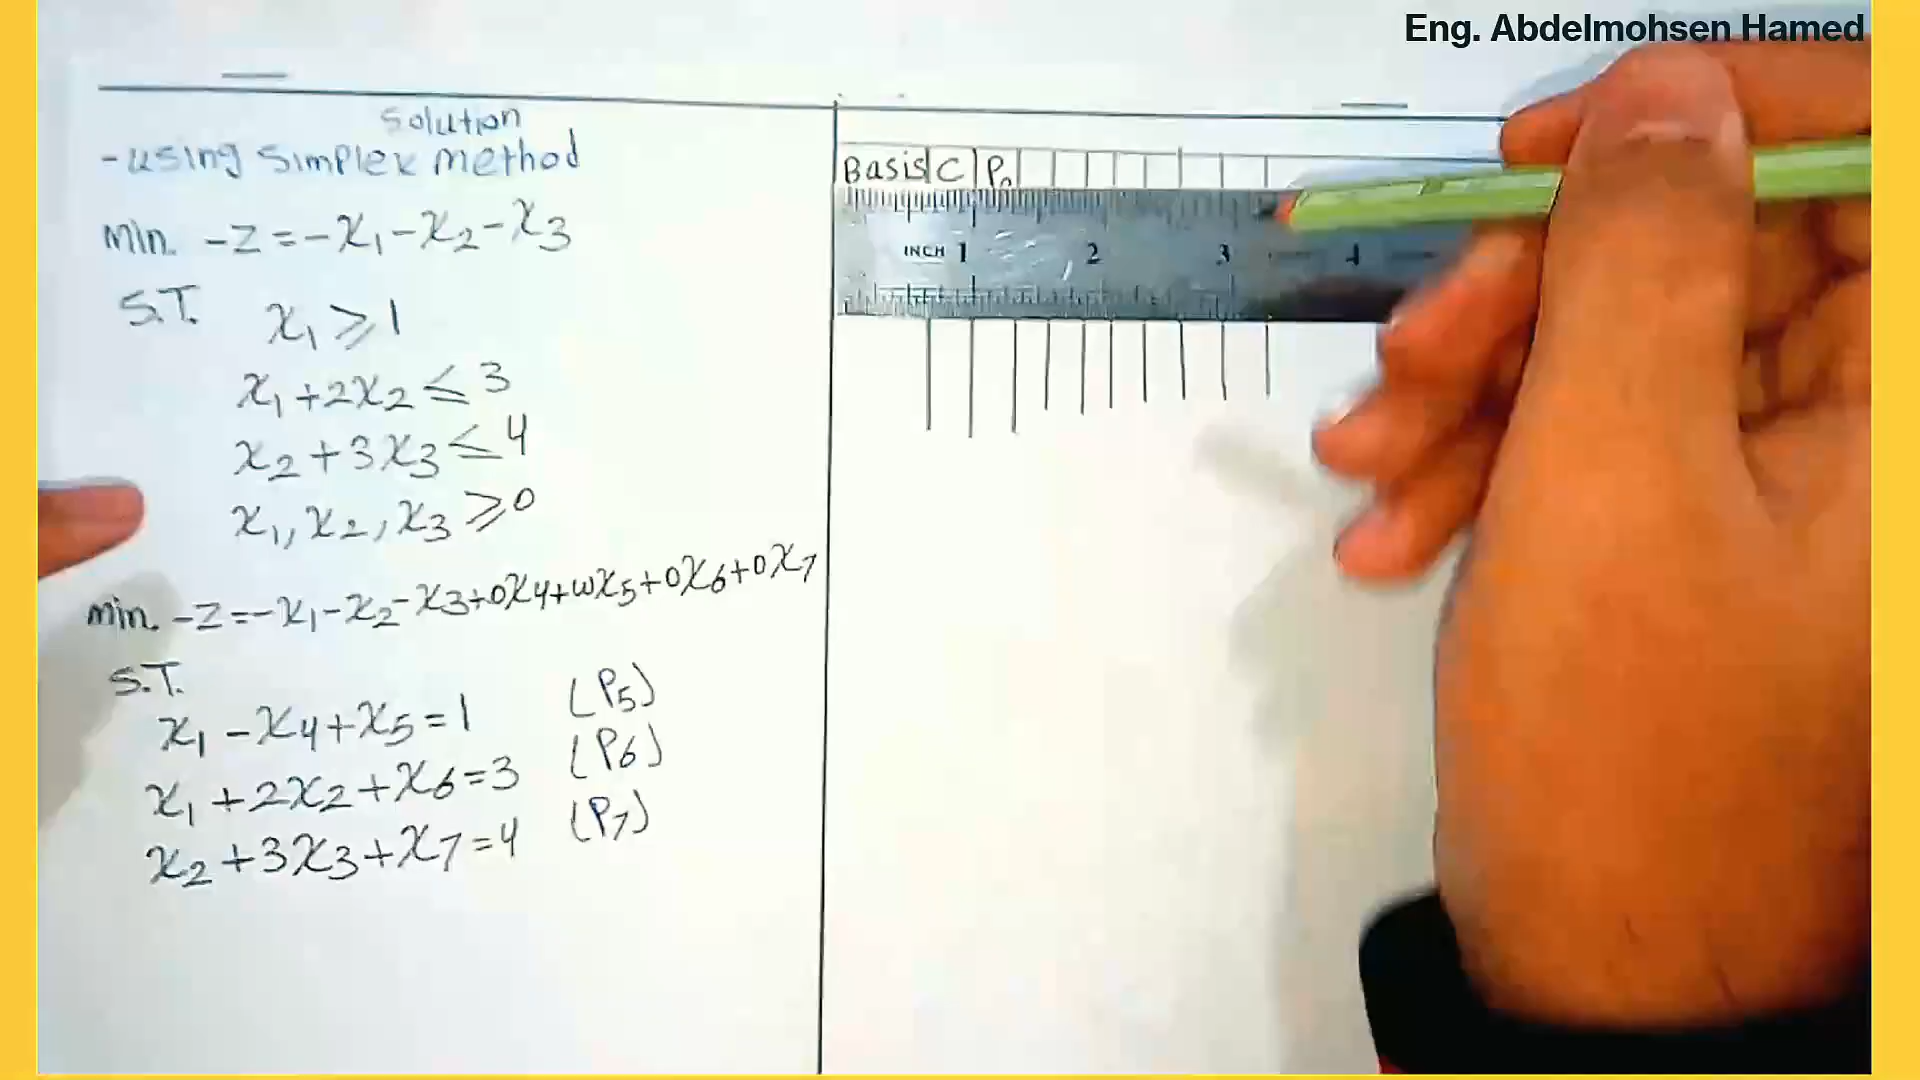 Eng. Abdelmohsen Hamed
Solution
- using Simplex method
min. -Z = -x₁ - x₂ - x₃
S.T. x₁ ⩾ 1
x₁ + 2x₂ ≤ 3
x₂ + 3x₃ ≤ 4
x₁, x₂, x₃ ⩾ 0
min. -Z = -x₁ - x₂ - x₃ + 0x₄ + wx₅ + 0x₆ + 0x₇
S.T.
x₁ - x₄ + x₅ = 1 (P₅)
x₁ + 2x₂ + x₆ = 3 (P₆)
x₂ + 3x₃ + x₇ = 4 (P₇)
Basis C P₀
INCH 1 2 3 4